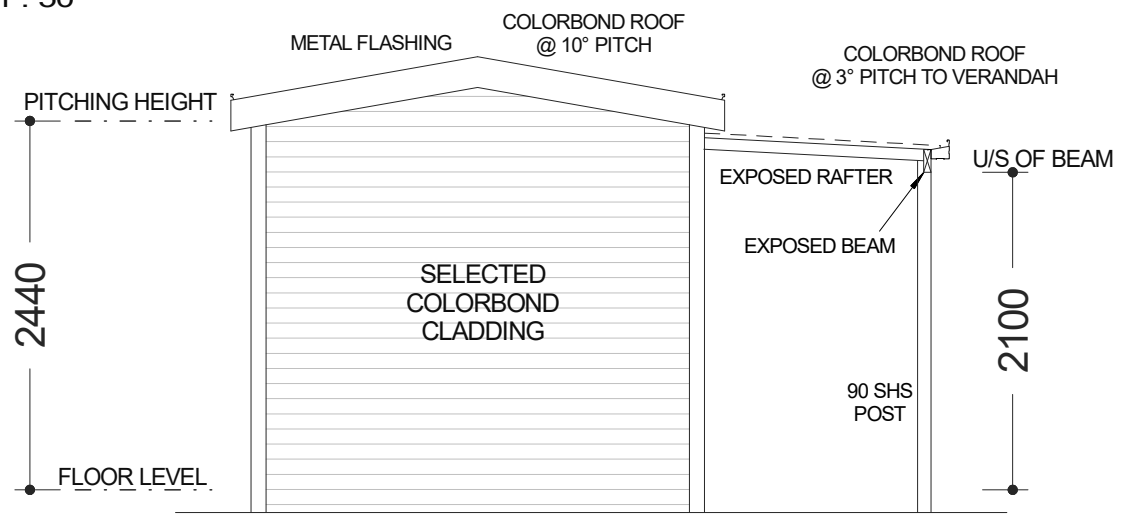 COLORBOND ROOF
@ 10° PITCH
METAL FLASHING
COLORBOND ROOF
@ 3° PITCH TO VERANDAH
PITCHING HEIGHT
U/S OF BEAM
EXPOSED RAFTER
EXPOSED BEAM
SELECTED
COLORBOND
CLADDING
2440
2100
90 SHS
POST
FLOOR LEVEL